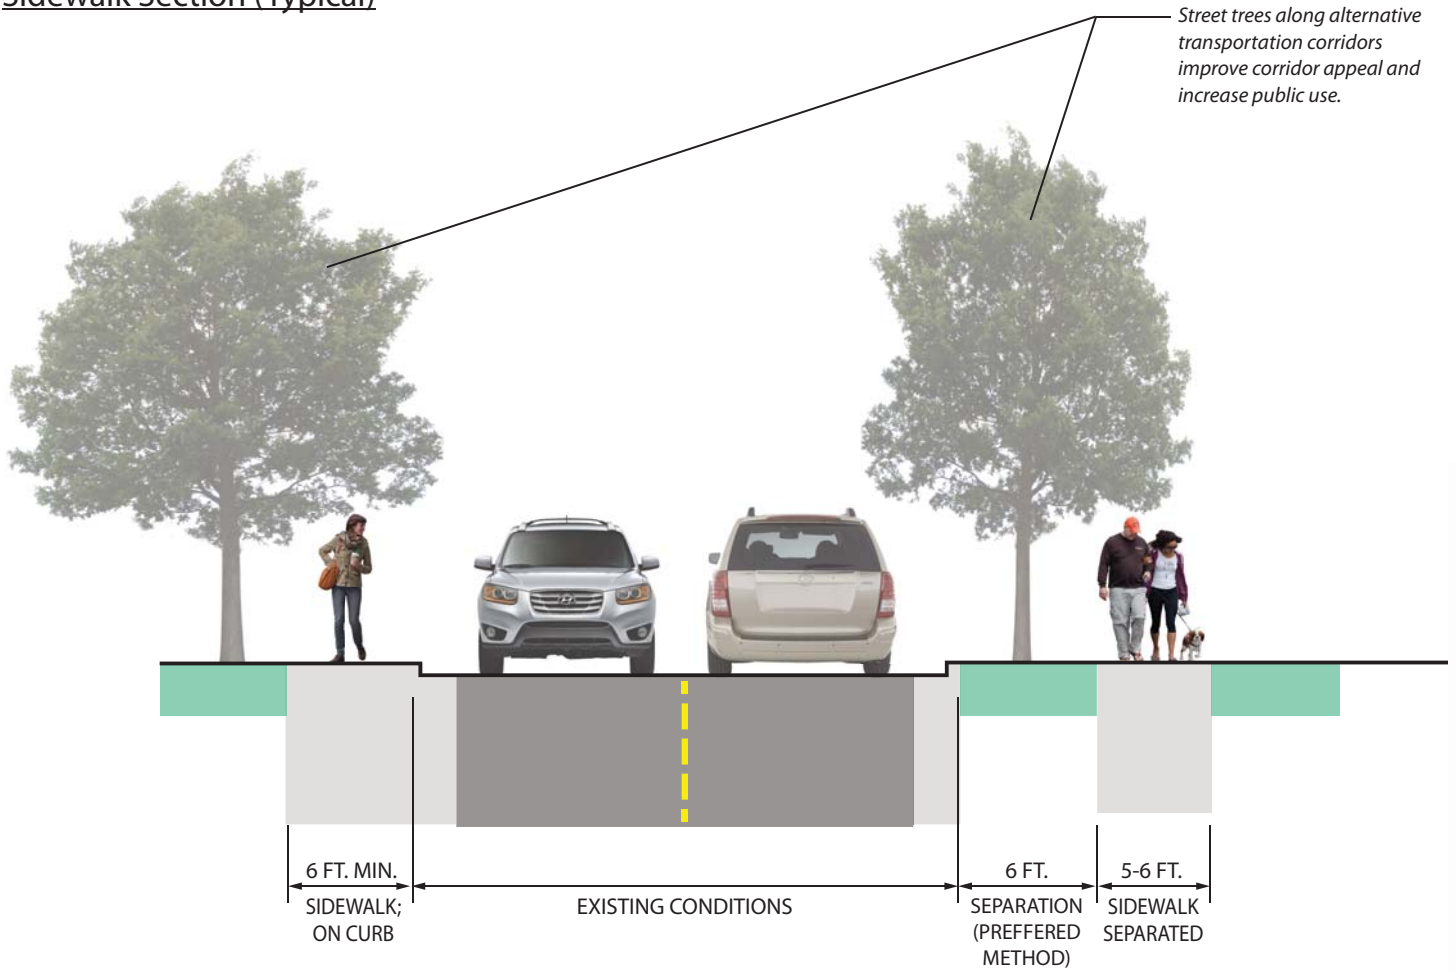 Sidewalk Section (Typical)
Street trees along alternative
transportation corridors
improve corridor appeal and
increase public use.
6 FT. MIN.
SIDEWALK;
ON CURB
EXISTING CONDITIONS
6 FT.
SEPARATION
(PREFFERED
METHOD)
5-6 FT.
SIDEWALK
SEPARATED